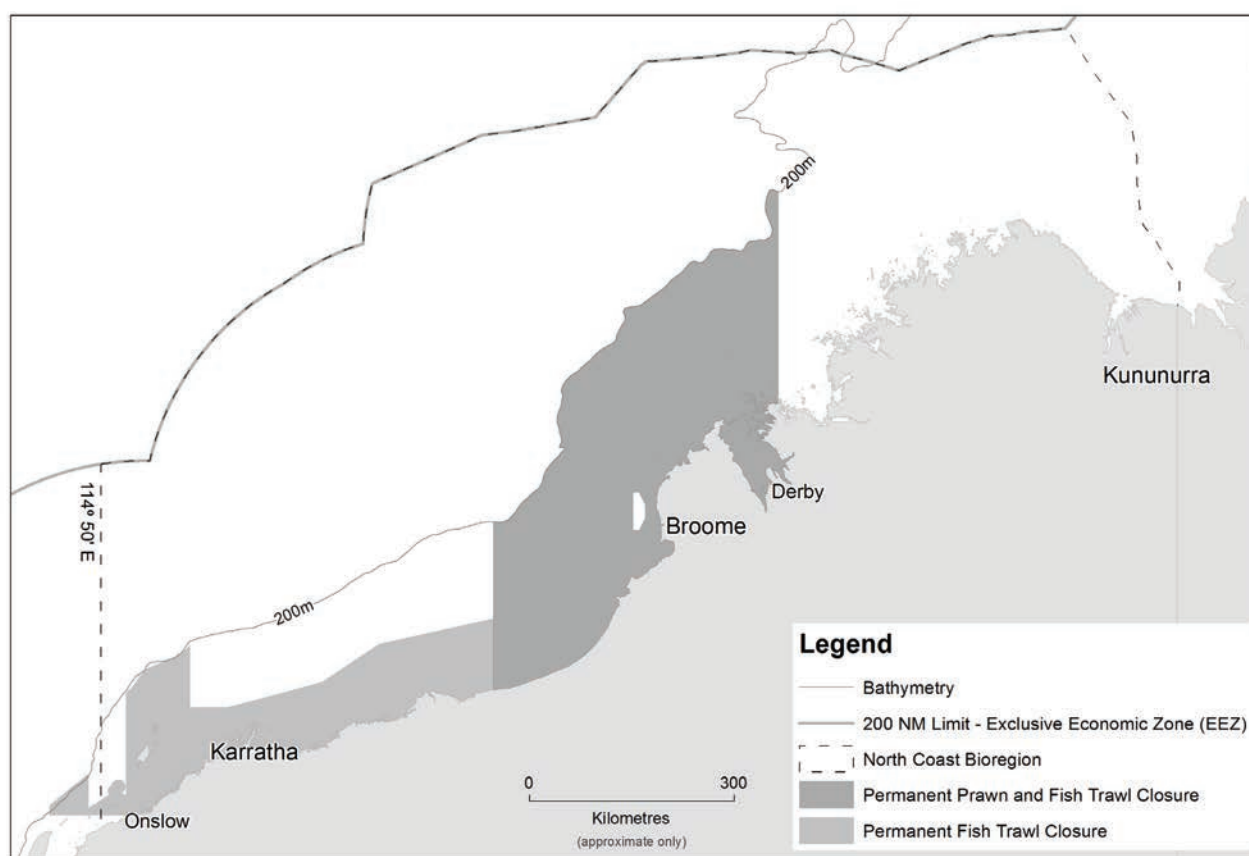 200m
Kununurra
114° 50' E
Derby
Broome
200m
Karratha
Onslow
0 300
Kilometres
(approximate only)
Legend
Bathymetry
200 NM Limit - Exclusive Economic Zone (EEZ)
North Coast Bioregion
Permanent Prawn and Fish Trawl Closure
Permanent Fish Trawl Closure